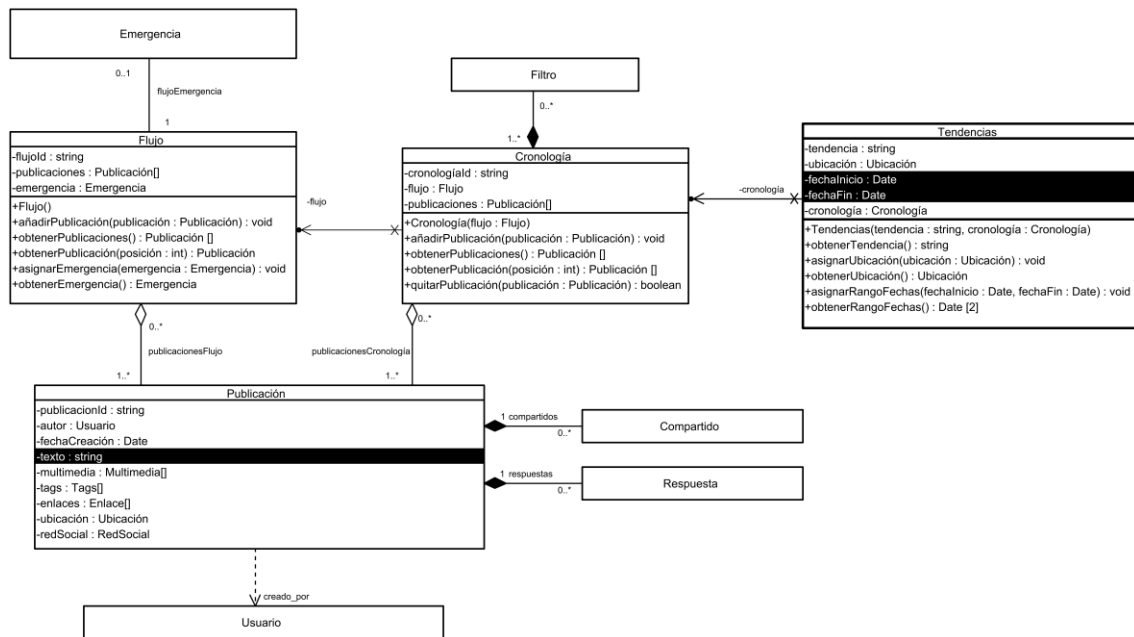 Emergencia
0..1
flujoEmergencia
1
Flujo
-flujoId : string
-publicaciones : Publicación[]
-emergencia : Emergencia
+Flujo()
+añadirPublicación(publicación : Publicación) : void
+obtenerPublicaciones() : Publicación []
+obtenerPublicación(posición : int) : Publicación
+asignarEmergencia(emergencia : Emergencia) : void
+obtenerEmergencia() : Emergencia
-flujo
Filtro
0..*
1..*
Cronología
-cronologíaId : string
-flujo : Flujo
-publicaciones : Publicación[]
+Cronología(flujo : Flujo)
+añadirPublicación(publicación : Publicación) : void
+obtenerPublicaciones() : Publicación []
+obtenerPublicación(posición : int) : Publicación []
+quitarPublicación(publicación : Publicación) : boolean
-cronología
Tendencias
-tendencia : string
-ubicación : Ubicación
-fechaInicio : Date
-fechaFin : Date
-cronología : Cronología
+Tendencias(tendencia : string, cronología : Cronología)
+obtenerTendencia() : string
+asignarUbicación(ubicación : Ubicación) : void
+obtenerUbicación() : Ubicación
+asignarRangoFechas(fechaInicio : Date, fechaFin : Date) : void
+obtenerRangoFechas() : Date [2]
0..*
publicacionesFlujo
1..*
0..*
publicacionesCronología
1..*
Publicación
-publicacionId : string
-autor : Usuario
-fechaCreación : Date
-texto : string
-multimedia : Multimedia[]
-tags : Tags[]
-enlaces : Enlace[]
-ubicación : Ubicación
-redSocial : RedSocial
1 compartidos
0..*
Compartido
1 respuestas
0..*
Respuesta
creado_por
Usuario